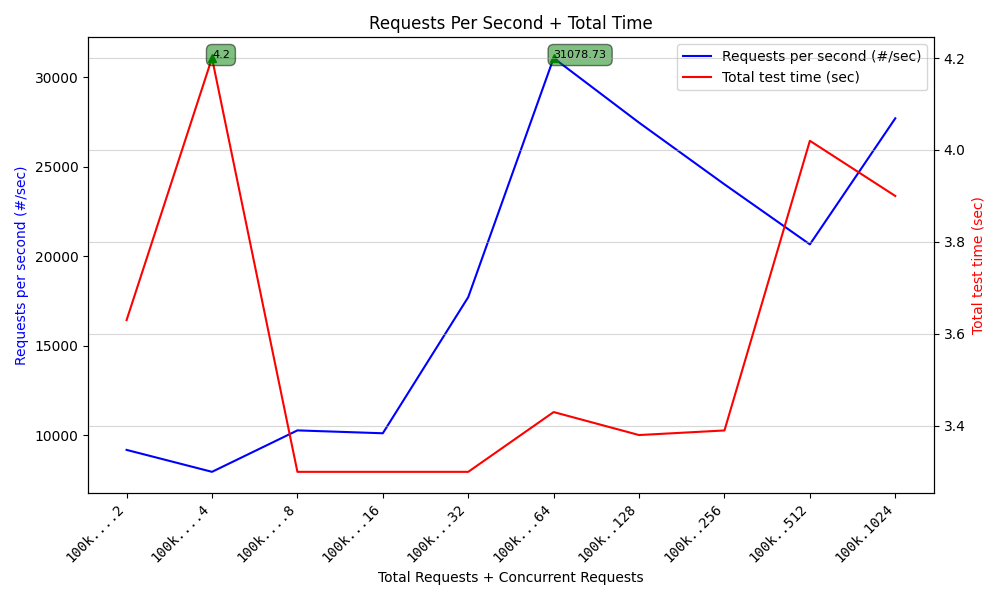 Requests Per Second + Total Time
4.2
31078.73
Requests per second (#/sec)
Total test time (sec)
30000
25000
20000
15000
10000
Requests per second (#/sec)
4.2
4.0
3.8
3.6
3.4
Total test time (sec)
100k....2
100k....4
100k....8
100k...16
100k...32
100k...64
100k..128
100k..256
100k..512
100k.1024
Total Requests + Concurrent Requests